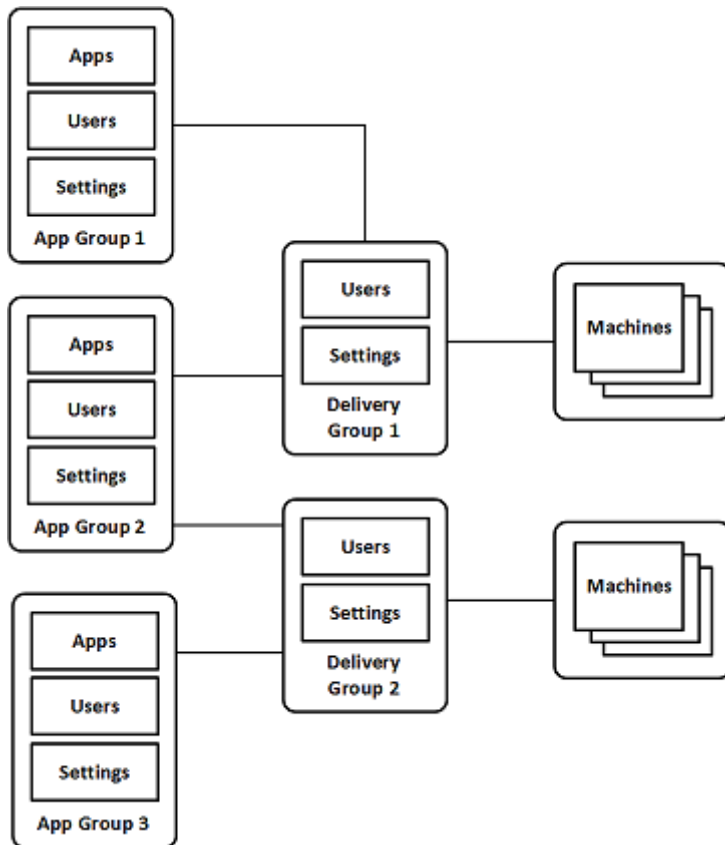 Apps
Users
Settings
App Group 1
Apps
Users
Settings
App Group 2
Apps
Users
Settings
App Group 3
Users
Settings
Delivery
Group 1
Users
Settings
Delivery
Group 2
Machines
Machines